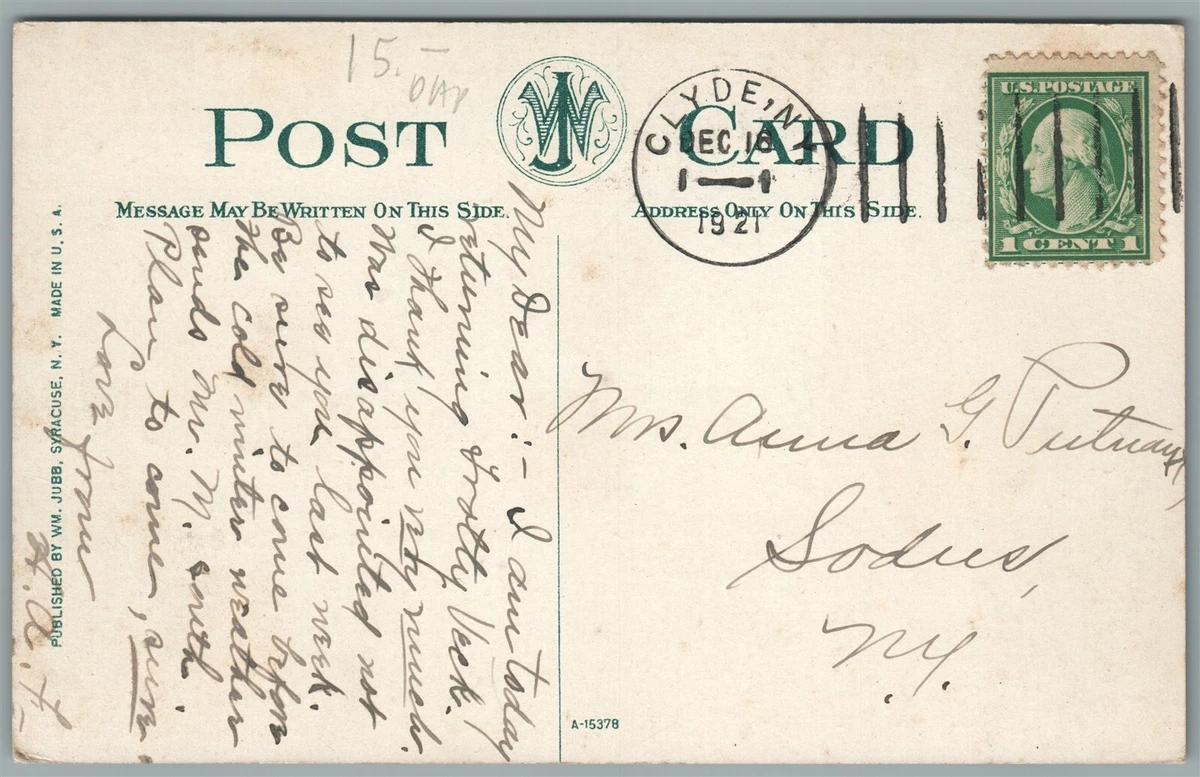 15.–
POST CARD
WJ
MESSAGE MAY BE WRITTEN ON THIS SIDE.
ADDRESS ONLY ON THIS SIDE.
CLYDE, N.Y.
DEC 16
1921
U.S. POSTAGE
1 CENT 1
My Dear:– I am today
returning Trolley Veck.
I thank you very much.
Was disappointed not
to see you last week.
Be sure to come before
the cold winter weather
sends Mr. M. south
Plan to come, sure.
Love from
H. A. T–
Mrs. Anna G. Putnam,
Sodus,
N.Y.
PUBLISHED BY WM. JUBB, SYRACUSE, N. Y. MADE IN U. S. A.
A-15378